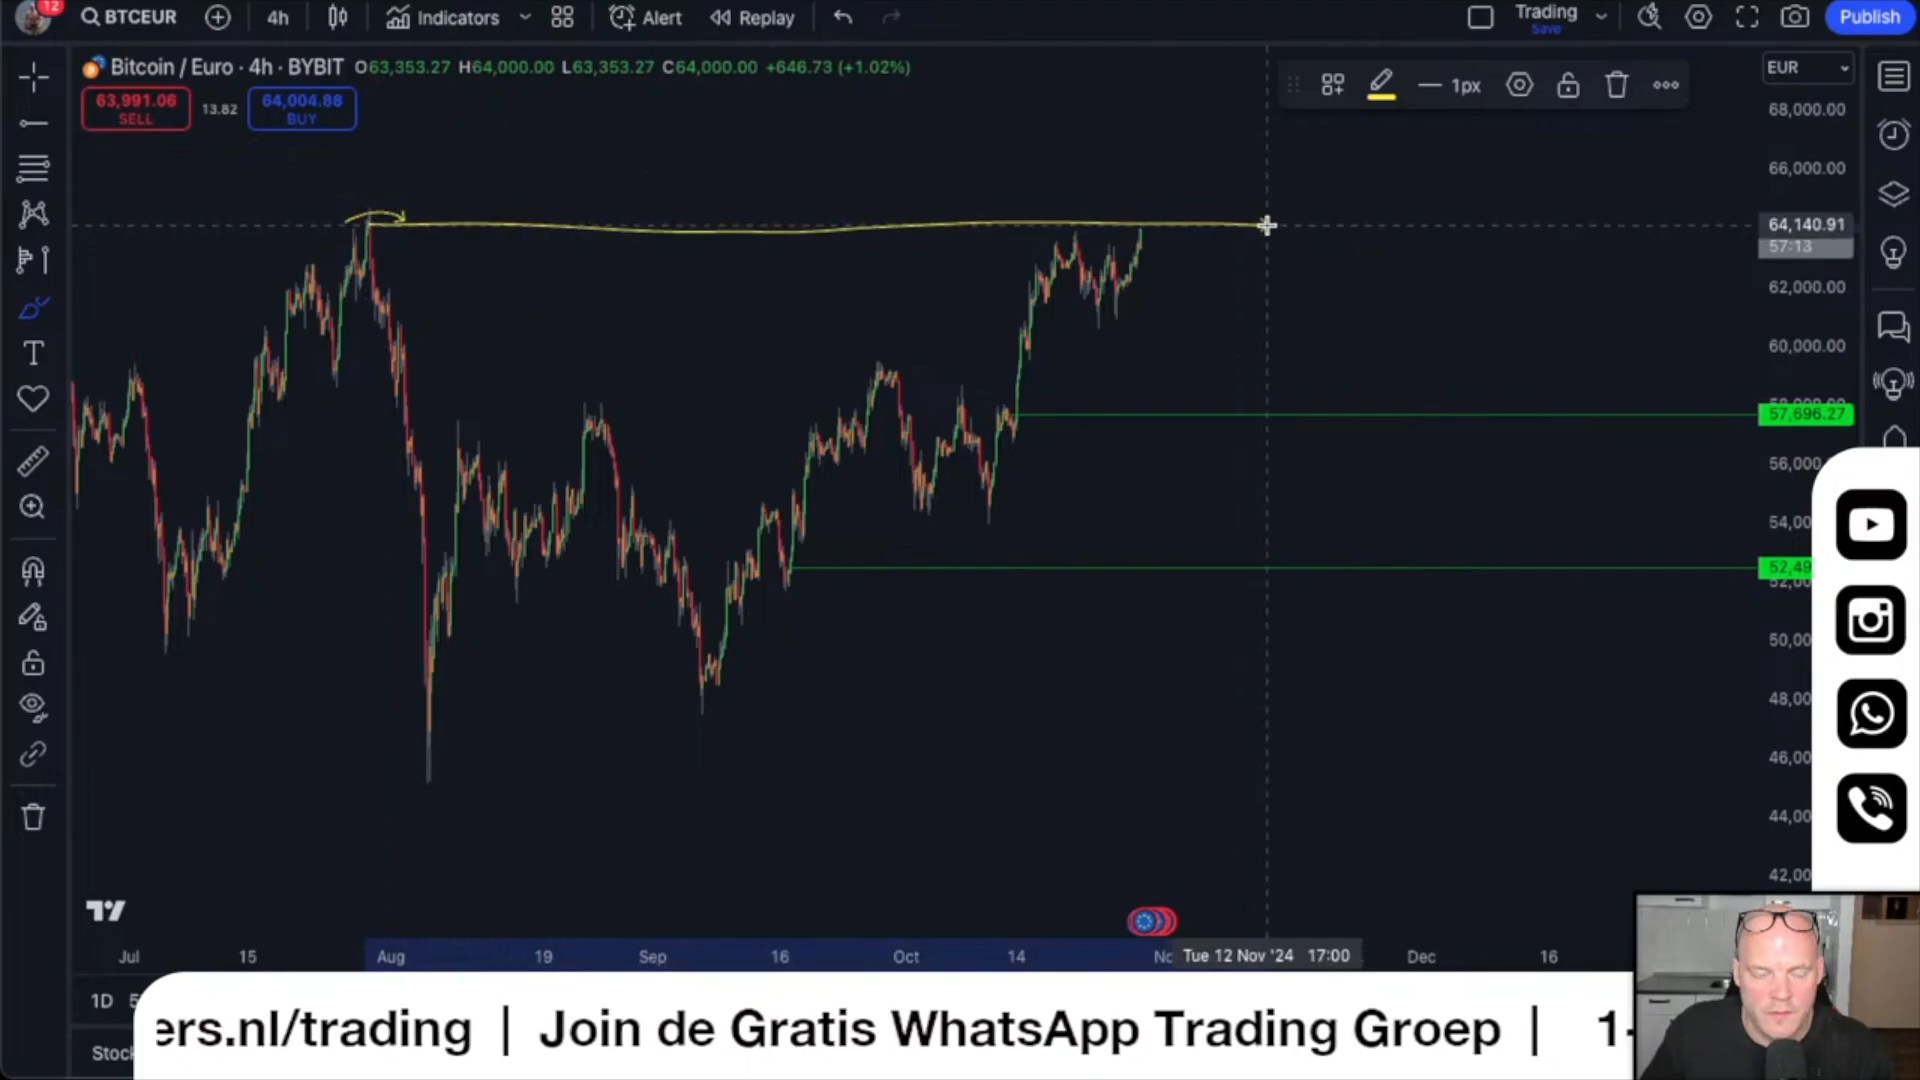 12 BTCEUR 4h Indicators Alert Replay Trading Save Publish
Bitcoin / Euro · 4h · BYBIT O63,353.27 H64,000.00 L63,353.27 C64,000.00 +646.73 (+1.02%)
63,991.06 SELL 13.82 64,004.88 BUY
1px
EUR
68,000.00
66,000.00
64,140.91
57:13
62,000.00
60,000.00
57,696.27
56,000
54,00
52,49
50,00
48,00
46,00
44,00
42,00
Jul 15 Aug 19 Sep 16 Oct 14 Tue 12 Nov '24 17:00 Dec 16
1D
ers.nl/trading | Join de Gratis WhatsApp Trading Groep |
Stock